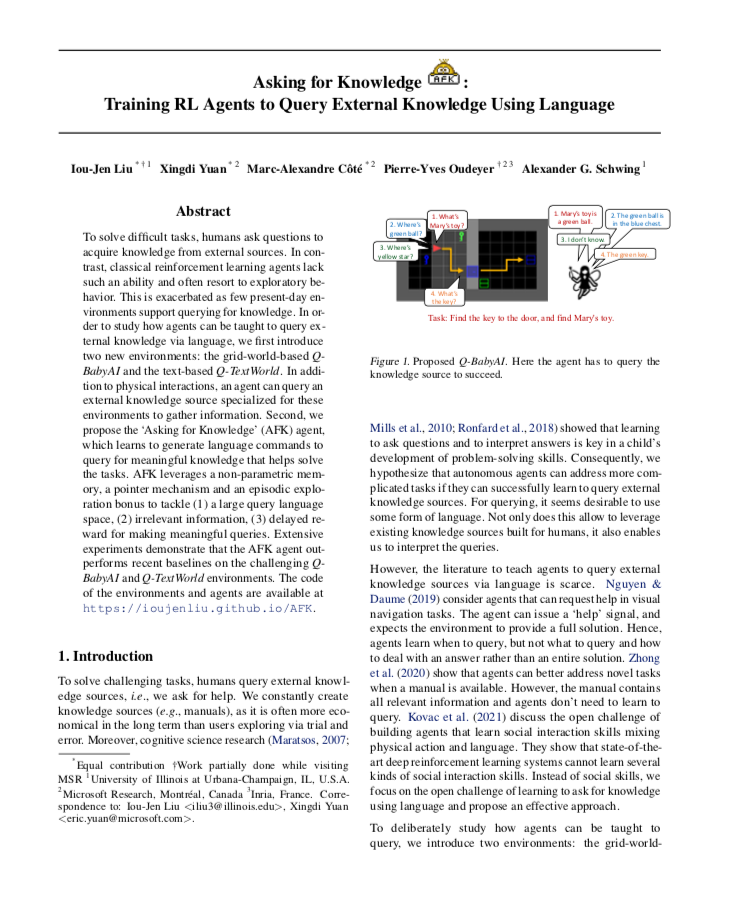 Asking for Knowledge AFK :
Training RL Agents to Query External Knowledge Using Language
Iou-Jen Liu * † 1 Xingdi Yuan * 2 Marc-Alexandre Côté * 2 Pierre-Yves Oudeyer † 2 3 Alexander G. Schwing 1
Abstract
To solve difficult tasks, humans ask questions to
acquire knowledge from external sources. In con-
trast, classical reinforcement learning agents lack
such an ability and often resort to exploratory be-
havior. This is exacerbated as few present-day en-
vironments support querying for knowledge. In or-
der to study how agents can be taught to query ex-
ternal knowledge via language, we first introduce
two new environments: the grid-world-based Q-
BabyAI and the text-based Q-TextWorld. In addi-
tion to physical interactions, an agent can query an
external knowledge source specialized for these
environments to gather information. Second, we
propose the ‘Asking for Knowledge’ (AFK) agent,
which learns to generate language commands to
query for meaningful knowledge that helps solve
the tasks. AFK leverages a non-parametric mem-
ory, a pointer mechanism and an episodic explo-
ration bonus to tackle (1) a large query language
space, (2) irrelevant information, (3) delayed re-
ward for making meaningful queries. Extensive
experiments demonstrate that the AFK agent out-
performs recent baselines on the challenging Q-
BabyAI and Q-TextWorld environments. The code
of the environments and agents are available at
https://ioujenliu.github.io/AFK.
1. Introduction
To solve challenging tasks, humans query external knowl-
edge sources, i.e., we ask for help. We constantly create
knowledge sources (e.g., manuals), as it is often more eco-
nomical in the long term than users exploring via trial and
error. Moreover, cognitive science research (Maratsos, 2007;
* Equal contribution †Work partially done while visiting
MSR 1University of Illinois at Urbana-Champaign, IL, U.S.A.
2Microsoft Research, Montréal, Canada 3Inria, France. Corre-
spondence to: Iou-Jen Liu <iliu3@illinois.edu>, Xingdi Yuan
<eric.yuan@microsoft.com>.
1. What's
Mary's toy?
2. Where's
green ball?
3. Where's
yellow star?
4. What's
the key?
1. Mary's toy is
a green ball.
2. The green ball is
in the blue chest.
3. I don't know.
4. The green key.
Task: Find the key to the door, and find Mary's toy.
Figure 1. Proposed Q-BabyAI. Here the agent has to query the
knowledge source to succeed.
Mills et al., 2010; Ronfard et al., 2018) showed that learning
to ask questions and to interpret answers is key in a child’s
development of problem-solving skills. Consequently, we
hypothesize that autonomous agents can address more com-
plicated tasks if they can successfully learn to query external
knowledge sources. For querying, it seems desirable to use
some form of language. Not only does this allow to leverage
existing knowledge sources built for humans, it also enables
us to interpret the queries.
However, the literature to teach agents to query external
knowledge sources via language is scarce. Nguyen &
Daume (2019) consider agents that can request help in visual
navigation tasks. The agent can issue a ‘help’ signal, and
expects the environment to provide a full solution. Hence,
agents learn when to query, but not what to query and how
to deal with an answer rather than an entire solution. Zhong
et al. (2020) show that agents can better address novel tasks
when a manual is available. However, the manual contains
all relevant information and agents don’t need to learn to
query. Kovac et al. (2021) discuss the open challenge of
building agents that learn social interaction skills mixing
physical action and language. They show that state-of-the-
art deep reinforcement learning systems cannot learn several
kinds of social interaction skills. Instead of social skills, we
focus on the open challenge of learning to ask for knowledge
using language and propose an effective approach.
To deliberately study how agents can be taught to
query, we introduce two environments: the grid-world-